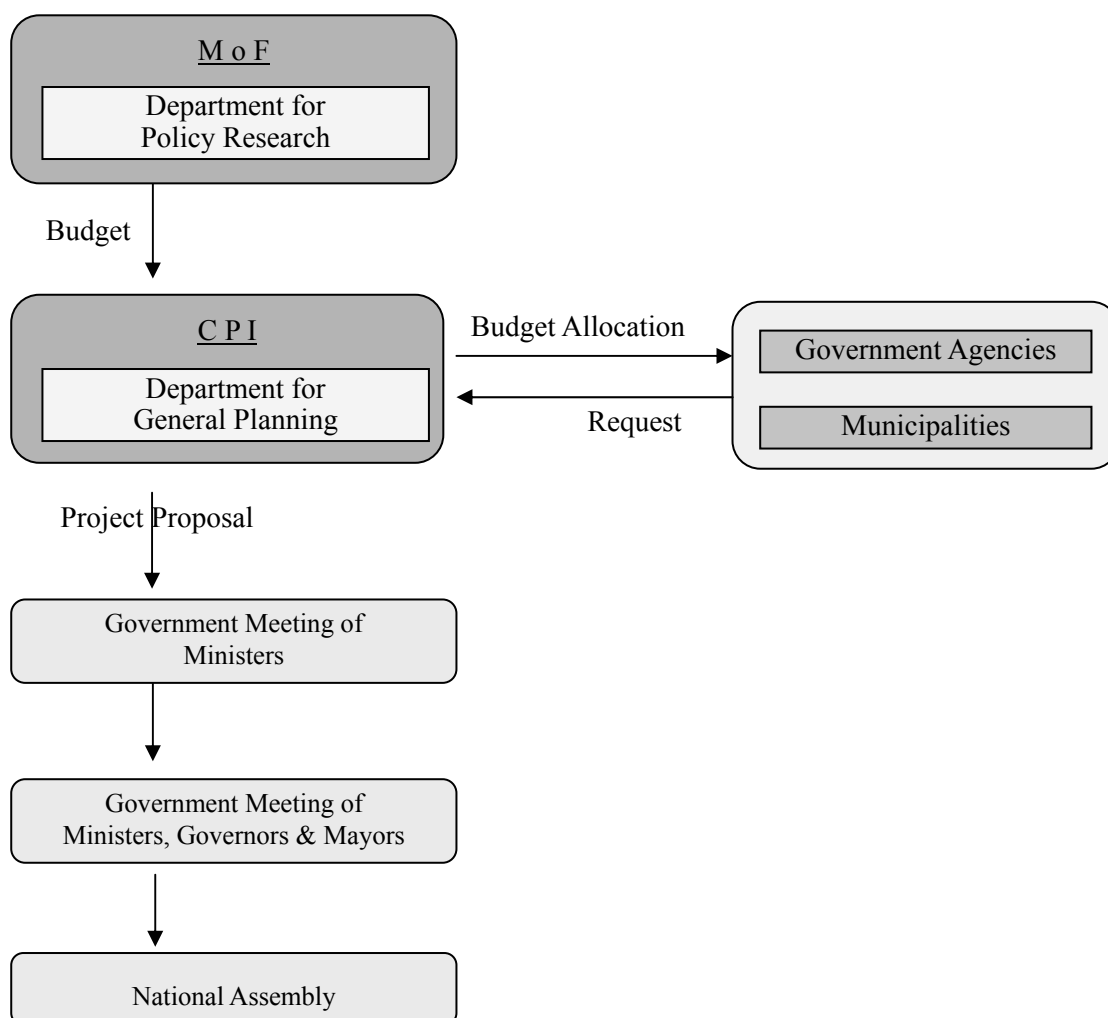 M o F
Department for
Policy Research
Budget
C P I
Department for
General Planning
Budget Allocation
Request
Government Agencies
Municipalities
Project Proposal
Government Meeting of
Ministers
Government Meeting of
Ministers, Governors & Mayors
National Assembly